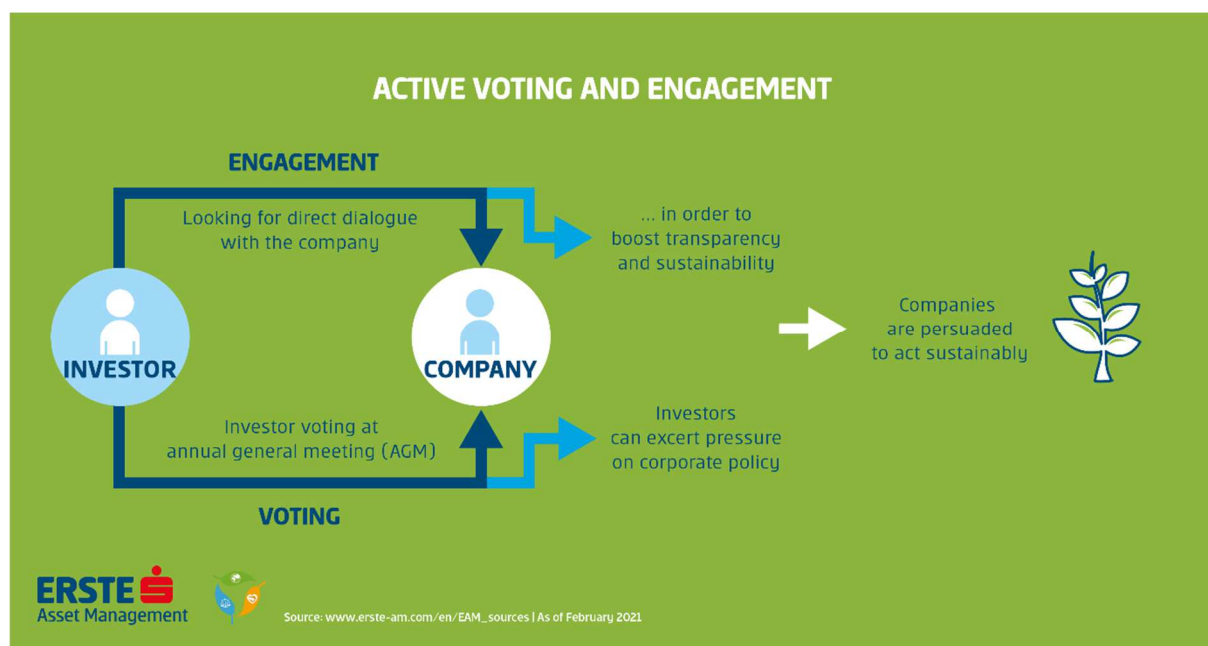 ACTIVE VOTING AND ENGAGEMENT
ENGAGEMENT
Looking for direct dialogue
with the company
... in order to
boost transparency
and sustainability
INVESTOR
COMPANY
Companies
are persuaded
to act sustainably
Investor voting at
annual general meeting (AGM)
Investors
can excert pressure
on corporate policy
VOTING
ERSTE
Asset Management
Source: www.erste-am.com/en/EAM_sources | As of February 2021